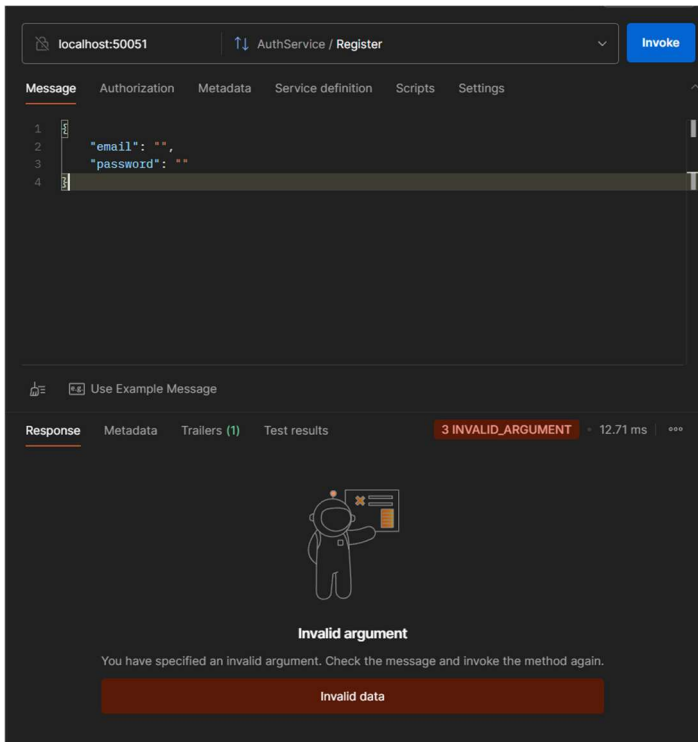 localhost:50051 AuthService / Register Invoke
Message Authorization Metadata Service definition Scripts Settings
1 {
2 "email": "",
3 "password": ""
4 }
e.g. Use Example Message
Response Metadata Trailers (1) Test results 3 INVALID_ARGUMENT 12.71 ms
Invalid argument
You have specified an invalid argument. Check the message and invoke the method again.
Invalid data